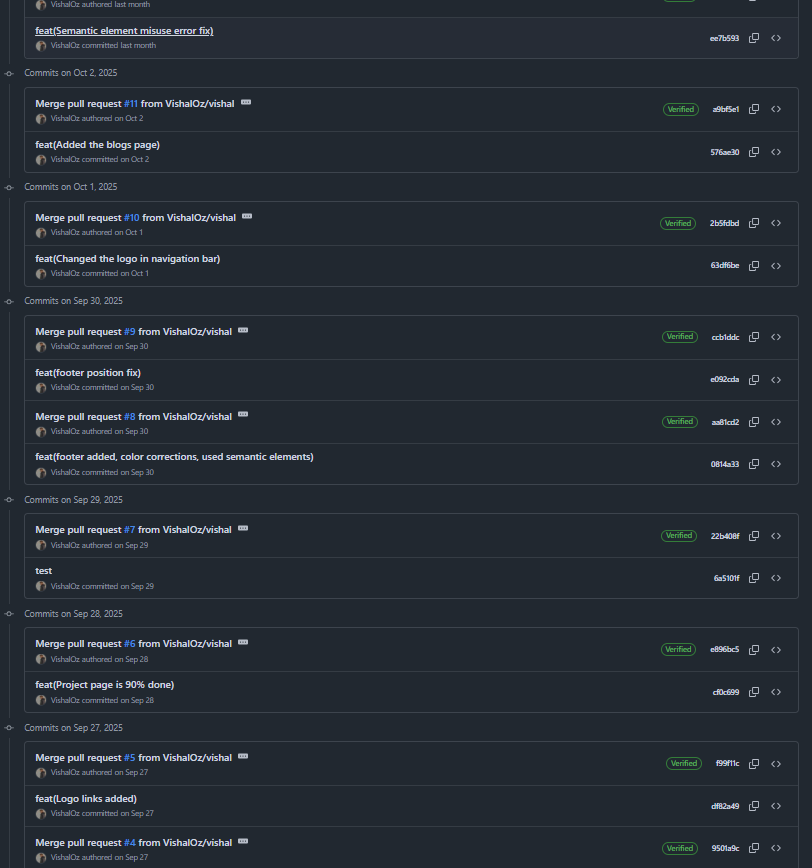 VishalOz authored last month
feat(Semantic element misuse error fix)
VishalOz committed last month
ee7b593
Commits on Oct 2, 2025
Merge pull request #11 from VishalOz/vishal
VishalOz authored on Oct 2
Verified
a9bf5e1
feat(Added the blogs page)
VishalOz committed on Oct 2
576ae30
Commits on Oct 1, 2025
Merge pull request #10 from VishalOz/vishal
VishalOz authored on Oct 1
Verified
2b5fdbd
feat(Changed the logo in navigation bar)
VishalOz committed on Oct 1
63df6be
Commits on Sep 30, 2025
Merge pull request #9 from VishalOz/vishal
VishalOz authored on Sep 30
Verified
ccb1ddc
feat(footer position fix)
VishalOz committed on Sep 30
e092cda
Merge pull request #8 from VishalOz/vishal
VishalOz authored on Sep 30
Verified
aa81cd2
feat(footer added, color corrections, used semantic elements)
VishalOz committed on Sep 30
0814a33
Commits on Sep 29, 2025
Merge pull request #7 from VishalOz/vishal
VishalOz authored on Sep 29
Verified
22b408f
test
VishalOz committed on Sep 29
6a5101f
Commits on Sep 28, 2025
Merge pull request #6 from VishalOz/vishal
VishalOz authored on Sep 28
Verified
e896bc5
feat(Project page is 90% done)
VishalOz committed on Sep 28
cf0c699
Commits on Sep 27, 2025
Merge pull request #5 from VishalOz/vishal
VishalOz authored on Sep 27
Verified
f99f11c
feat(Logo links added)
VishalOz committed on Sep 27
df82a49
Merge pull request #4 from VishalOz/vishal
VishalOz authored on Sep 27
Verified
9501a9c